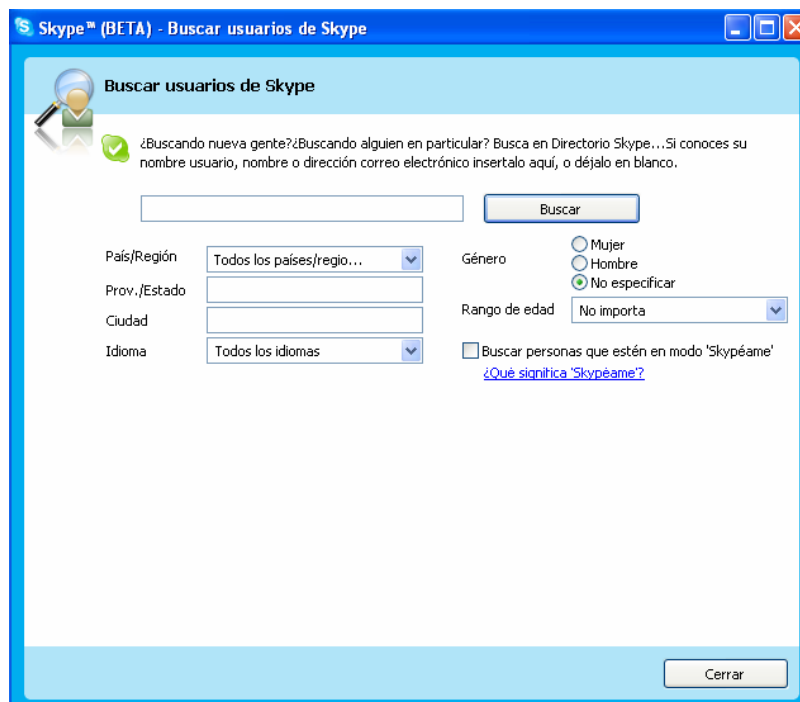 Skype™ (BETA) - Buscar usuarios de Skype
Buscar usuarios de Skype
¿Buscando nueva gente?¿Buscando alguien en particular? Busca en Directorio Skype...Si conoces su
nombre usuario, nombre o dirección correo electrónico insertalo aquí, o déjalo en blanco.
Buscar
País/Región
Todos los países/regio...
Prov./Estado
Ciudad
Idioma
Todos los idiomas
Género
Mujer
Hombre
No especificar
Rango de edad
No importa
Buscar personas que estén en modo 'Skypéame'
¿Qué significa 'Skypéame'?
Cerrar